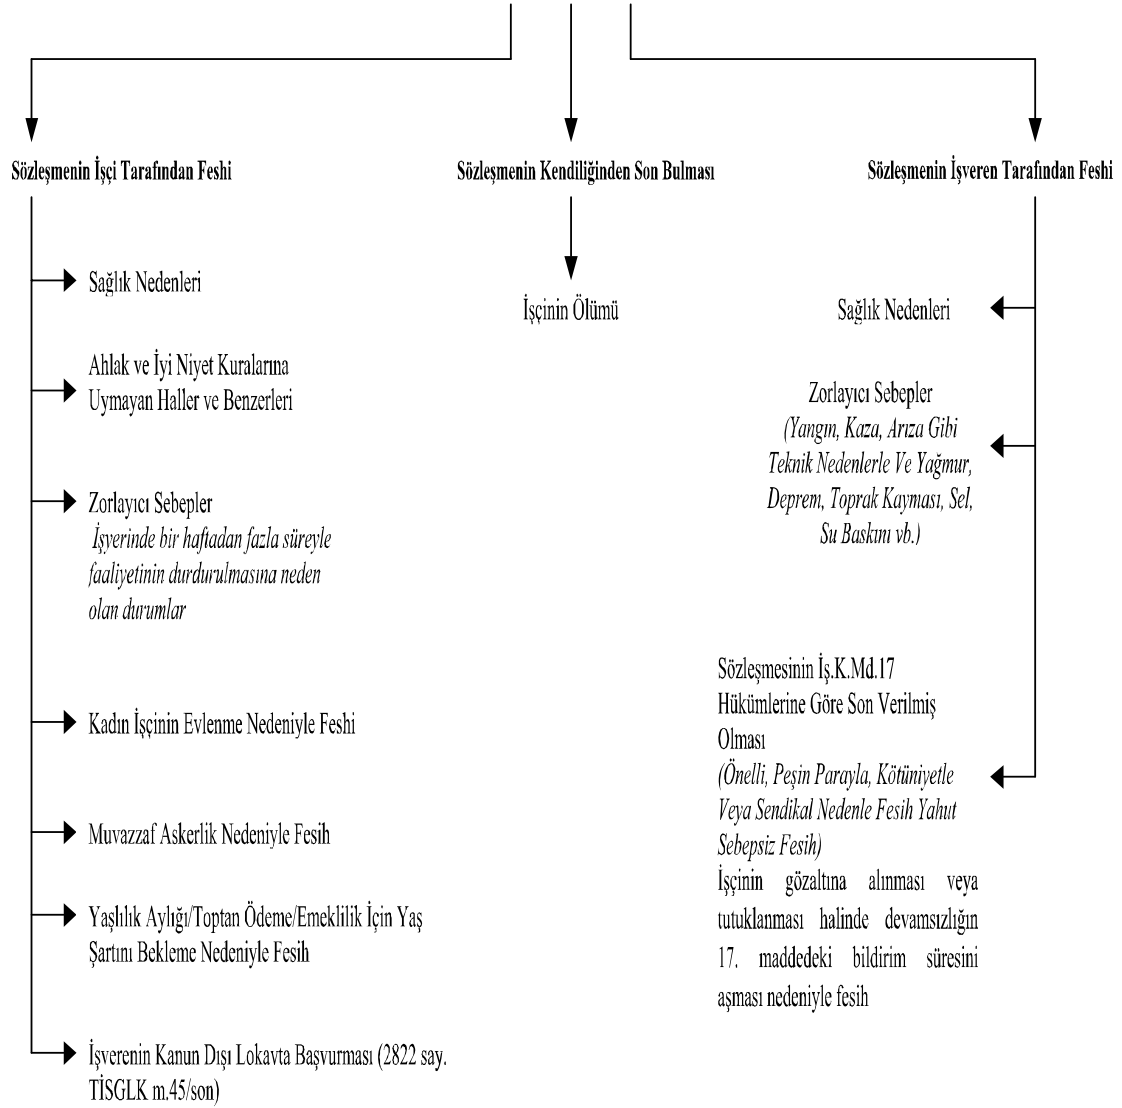 Sözleşmenin İşçi Tarafından Feshi
Sağlık Nedenleri
Ahlak ve İyi Niyet Kuralarına
Uymayan Haller ve Benzerleri
Zorlayıcı Sebepler
İşyerinde bir haftadan fazla süreyle
faaliyetinin durdurulmasına neden
olan durumlar
Kadın İşçinin Evlenme Nedeniyle Feshi
Muvazzaf Askerlik Nedeniyle Fesih
Yaşlılık Aylığı/Toptan Ödeme/Emeklilik İçin Yaş
Şartını Bekleme Nedeniyle Fesih
İşverenin Kanun Dışı Lokavta Başvurması (2822 say.
TİSGLK m.45/son)
Sözleşmenin Kendiliğinden Son Bulması
İşçinin Ölümü
Sözleşmenin İşveren Tarafından Feshi
Sağlık Nedenleri
Zorlayıcı Sebepler
(Yangın, Kaza, Arıza Gibi
Teknik Nedenlerle Ve Yağmur,
Deprem, Toprak Kayması, Sel,
Su Baskını vb.)
Sözleşmesinin İş.K.Md.17
Hükümlerine Göre Son Verilmiş
Olması
(Önelli, Peşin Parayla, Kötüniyetle
Veya Sendikal Nedenle Fesih Yahut
Sebepsiz Fesih)
İşçinin gözaltına alınması veya
tutuklanması halinde devamsızlığın
17. maddedeki bildirim süresini
aşması nedeniyle fesih